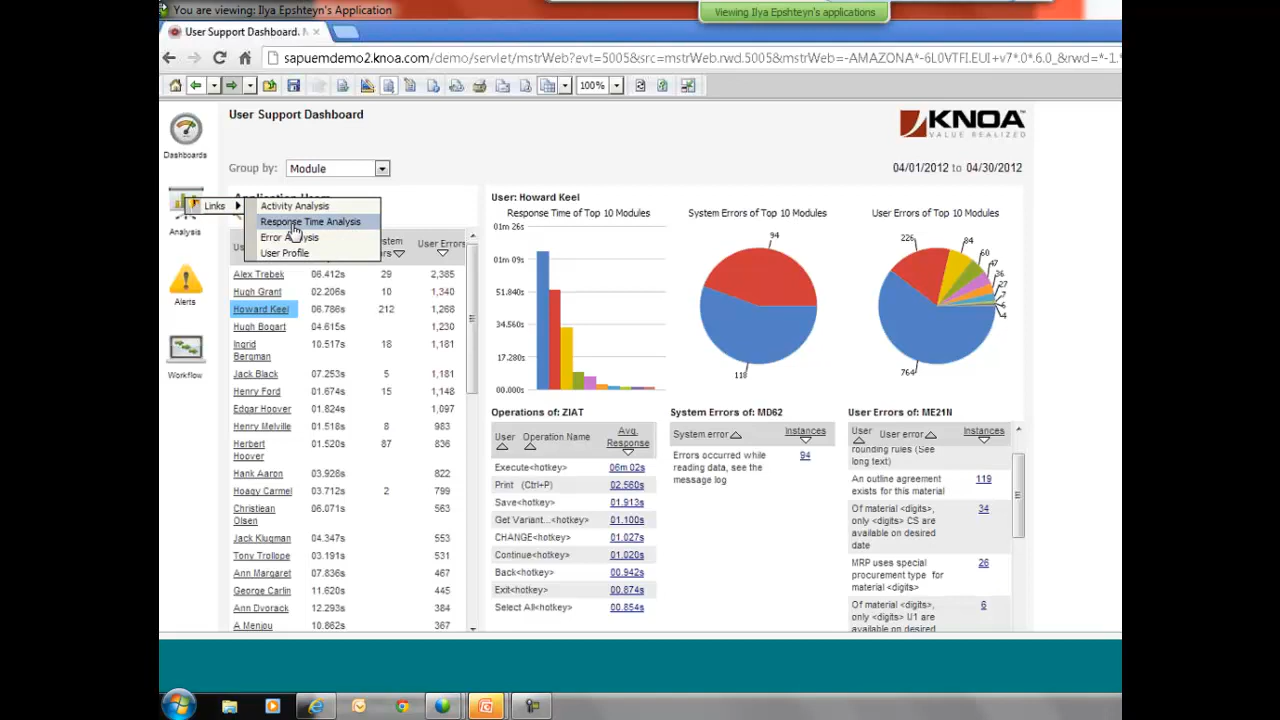 You are viewing: Ilya Epshteyn's Application
Viewing Ilya Epshteyn's applications
User Support Dashboard. M
sapuemdemo2.knoa.com/demo/servlet/mstrWeb?evt=5005&src=mstrWeb.rwd.5005&mstrWeb=-AMAZONA*-6L0VTFI.EUI+v7*.0*.6.0_&rwd=*-1.*
100%
User Support Dashboard
KNOA
VALUE REALIZED
Dashboards
Group by: Module
04/01/2012 to 04/30/2012
Links
Activity Analysis
Response Time Analysis
Error Analysis
User Profile
Analysis
Alerts
Workflow
User Errors
Alex Trebek 06.412s 29 2,385
Hugh Grant 02.206s 10 1,340
Howard Keel 06.786s 212 1,268
Hugh Bogart 04.615s 1,230
Ingrid Bergman 10.517s 18 1,181
Jack Black 07.253s 5 1,181
Henry Ford 01.440s 15 1,148
Edgar Hoover 01.824s 1,097
Henry Melville 01.518s 8 983
Herbert Hoover 01.520s 87 836
Hank Aaron 03.928s 822
Hoagy Carmel 03.712s 2 799
Christiean Olsen 06.071s 563
Jack Klugman 04.347s 553
Tony Trollope 03.191s 531
Ann Margaret 07.836s 467
George Carlin 11.620s 445
Ann Dvorack 12.293s 384
A Menjou 10.862s 367
User: Howard Keel
Response Time of Top 10 Modules
01m 26s
01m 09s
51.840s
34.560s
17.280s
00.000s
System Errors of Top 10 Modules
94
118
User Errors of Top 10 Modules
226
84
60
47
36
27
7
6
4
764
Operations of: ZIAT
User Operation Name Avg. Response
Execute<hotkey> 06m 02s
Print (Ctrl+P) 02.560s
Save<hotkey> 01.913s
Get Variant...<hotkey> 01.100s
CHANGE<hotkey> 01.027s
Continue<hotkey> 01.020s
Back<hotkey> 00.942s
Exit<hotkey> 00.874s
Select All<hotkey> 00.854s
System Errors of: MD62
System error Instances
Errors occurred while 94
reading data, see the
message log
User Errors of: ME21N
User User error Instances
rounding rules (See
long text)
An outline agreement 119
exists for this material
Of material <digits>, 34
only <digits> CS are
available on desired
date
MRP uses special 26
procurement type for
material <digits>
Of material <digits>, 6
only <digits> U1 are
available on desired